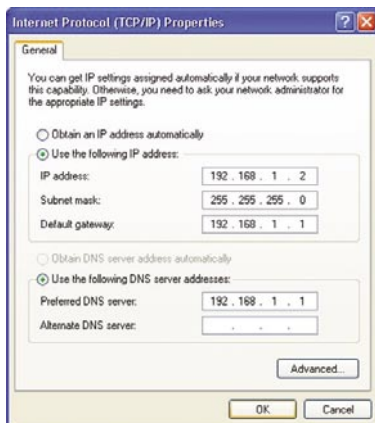 Internet Protocol (TCP/IP) Properties
General
You can get IP settings assigned automatically if your network supports
this capability. Otherwise, you need to ask your network administrator for
the appropriate IP settings.
Obtain an IP address automatically
Use the following IP address:
IP address: 192 . 168 . 1 . 2
Subnet mask: 255 . 255 . 255 . 0
Default gateway: 192 . 168 . 1 . 1
Obtain DNS server address automatically
Use the following DNS server addresses:
Preferred DNS server: 192 . 168 . 1 . 1
Alternate DNS server: . . .
Advanced...
OK Cancel